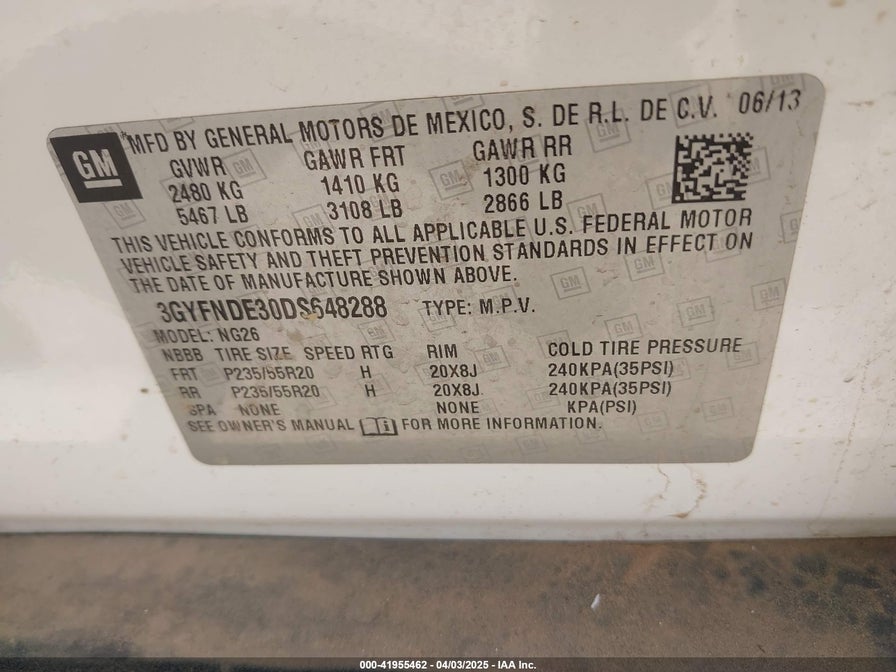 GM
*MFD BY GENERAL MOTORS DE MEXICO, S. DE R.L. DE C.V. 06/13
GVWR GAWR FRT GAWR RR
2480 KG 1410 KG 1300 KG
5467 LB 3108 LB 2866 LB
THIS VEHICLE CONFORMS TO ALL APPLICABLE U.S. FEDERAL MOTOR
VEHICLE SAFETY AND THEFT PREVENTION STANDARDS IN EFFECT ON
THE DATE OF MANUFACTURE SHOWN ABOVE.
3GYFNDE30DS648288 TYPE: M.P.V.
MODEL: NG26
NBBB TIRE SIZE SPEED RTG RIM COLD TIRE PRESSURE
FRT P235/55R20 H 20X8J 240KPA(35PSI)
RR P235/55R20 H 20X8J 240KPA(35PSI)
SPA NONE NONE KPA(PSI)
SEE OWNER'S MANUAL FOR MORE INFORMATION.
000-41955462 - 04/03/2025 - IAA Inc.